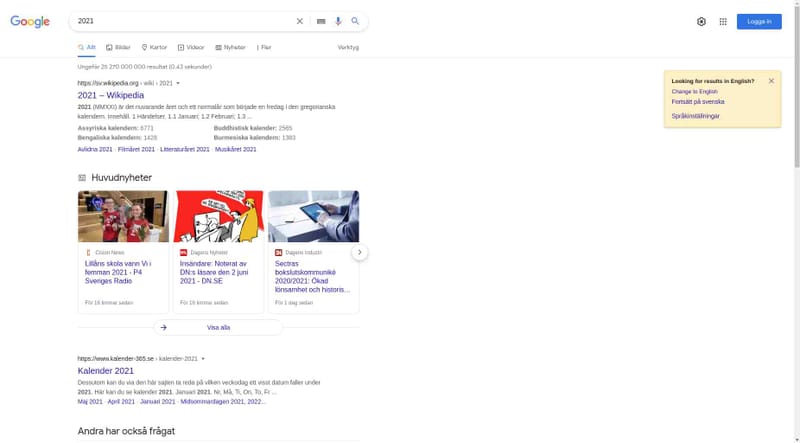 Google
2021
Logga in
Allt
Bilder
Kartor
Videor
Nyheter
Fler
Verktyg
Ungefär 25 270 000 000 resultat (0,43 sekunder)
https://sv.wikipedia.org › wiki › 2021
2021 – Wikipedia
2021 (MMXXI) är det nuvarande året och ett normalår som började en fredag i den gregorianska
kalendern. Innehåll. 1 Händelser. 1.1 Januari; 1.2 Februari; 1.3 ...
Assyriska kalendern: 6771
Buddhistisk kalender: 2565
Bengaliska kalendern: 1428
Burmesiska kalendern: 1383
Avlidna 2021 · Filmåret 2021 · Litteraturåret 2021 · Musikåret 2021
Looking for results in English?
Change to English
Fortsätt på svenska
Språkinställningar
Huvudnyheter
News
Dagens Nyheter
Dagens industri
Lillåns skola vann Vi i
femman 2021 - P4
Sveriges Radio
För 16 timmar sedan
Insändare: Noterat av
DN:s läsare den 2 juni
2021 - DN.SE
För 19 timmar sedan
Sectras
bokslutskommuniké
2020/2021: Ökad
lönsamhet och historis...
För 1 dag sedan
Visa alla
https://www.kalender-365.se › kalender-2021
Kalender 2021
Dessutom kan du via den här sajten ta reda på vilken veckodag ett visst datum faller under
2021. Här kan du se kalender 2021. Januari 2021. Nr, Må, Ti, On, To, Fr ...
Maj 2021 · April 2021 · Januari 2021 · Midsommardagen 2021, 2022...
Andra har också frågat